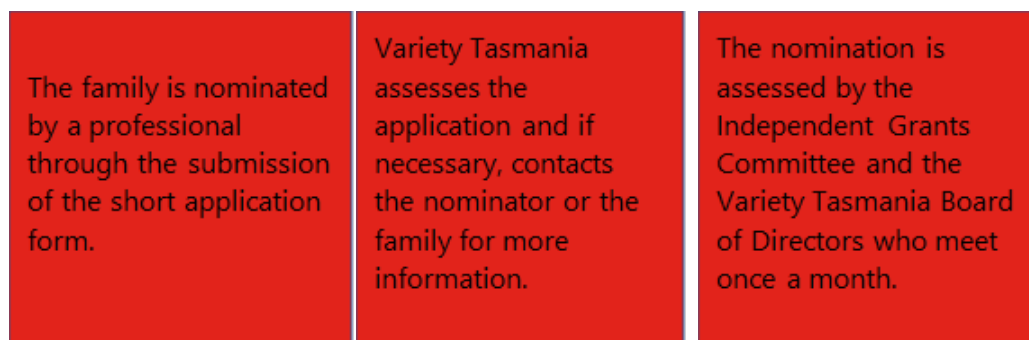 The family is nominated
by a professional
through the submission
of the short application
form.
Variety Tasmania
assesses the
application and if
necessary, contacts
the nominator or the
family for more
information.
The nomination is
assessed by the
Independent Grants
Committee and the
Variety Tasmania Board
of Directors who meet
once a month.